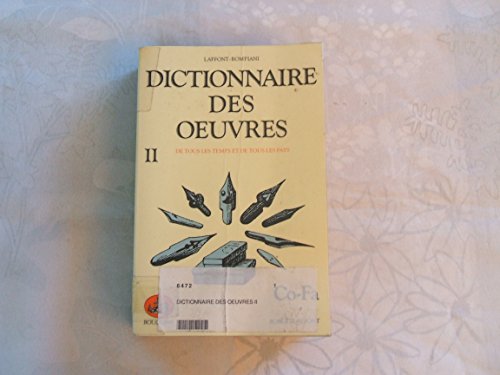 LAFFONT-BOMPIANI
DICTIONNAIRE
DES
OEUVRES
II
DE TOUS LES TEMPS ET DE TOUS LES PAYS
0472
DICTIONNAIRE DES OEUVRES II
Co-Fa